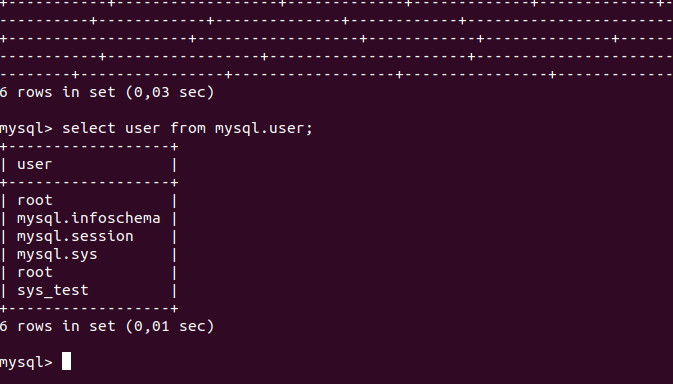 +-----------+------------------+-------------+----------------+-------------+-
----------+------------+---------------+------------+-----------------------
+--------------------+------------------+------------+---------------+------
-----------+-----------------+----------------------+----------------------
--------+----------------+------------------+----------------+-------------
6 rows in set (0,03 sec)
mysql> select user from mysql.user;
+------------------+
| user             |
+------------------+
| root             |
| mysql.infoschema |
| mysql.session    |
| mysql.sys        |
| root             |
| sys_test         |
+------------------+
6 rows in set (0,01 sec)
mysql>